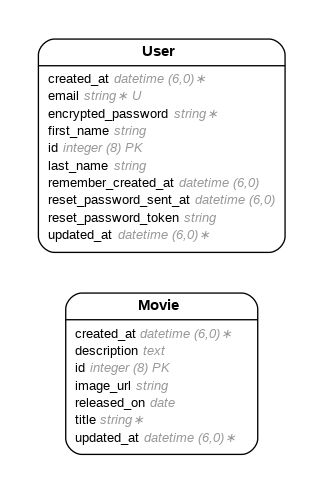 User
created_at datetime (6,0)∗
email string∗ U
encrypted_password string∗
first_name string
id integer (8) PK
last_name string
remember_created_at datetime (6,0)
reset_password_sent_at datetime (6,0)
reset_password_token string
updated_at datetime (6,0)∗
Movie
created_at datetime (6,0)∗
description text
id integer (8) PK
image_url string
released_on date
title string∗
updated_at datetime (6,0)∗